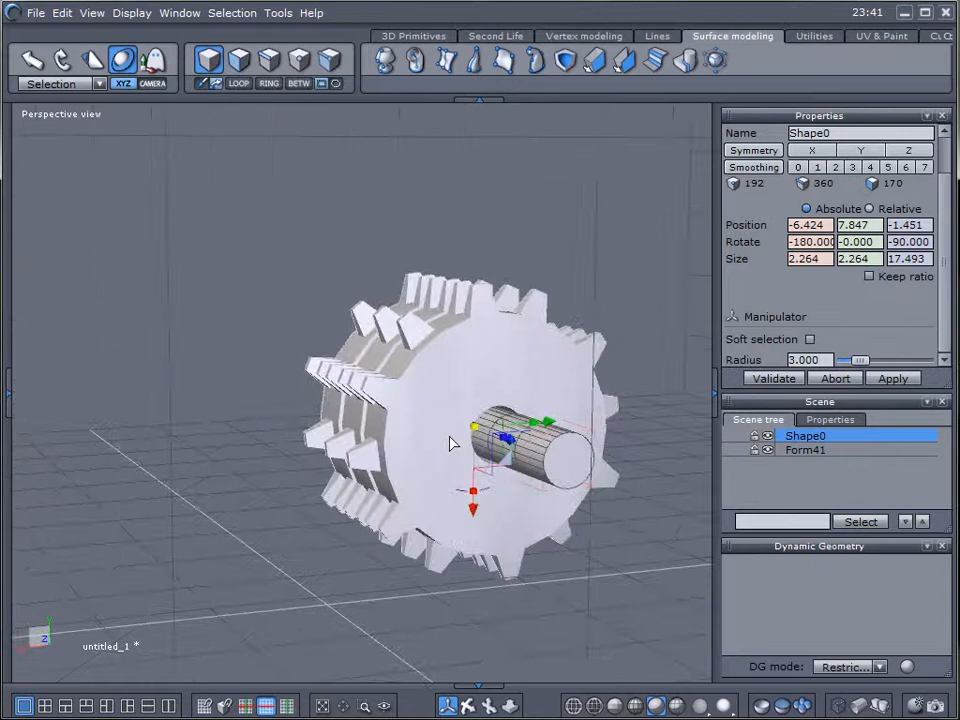 File Edit View Display Window Selection Tools Help 23:41
3D Primitives Second Life Vertex modeling Lines Surface modeling Utilities UV & Paint
Selection XYZ CAMERA LOOP RING BETW
Perspective view
Properties
Name Shape0
Symmetry X Y Z
Smoothing 0 1 2 3 4 5 6 7
192 360 170
Absolute Relative
Position -6.424 7.847 -1.451
Rotate -180.000 -0.000 -90.000
Size 2.264 2.264 17.493
Keep ratio
Manipulator
Soft selection
Radius 3.000
Validate Abort Apply
Scene
Scene tree Properties
Shape0
Form41
Select
Dynamic Geometry
Y
Z
untitled_1 *
DG mode: Restric...